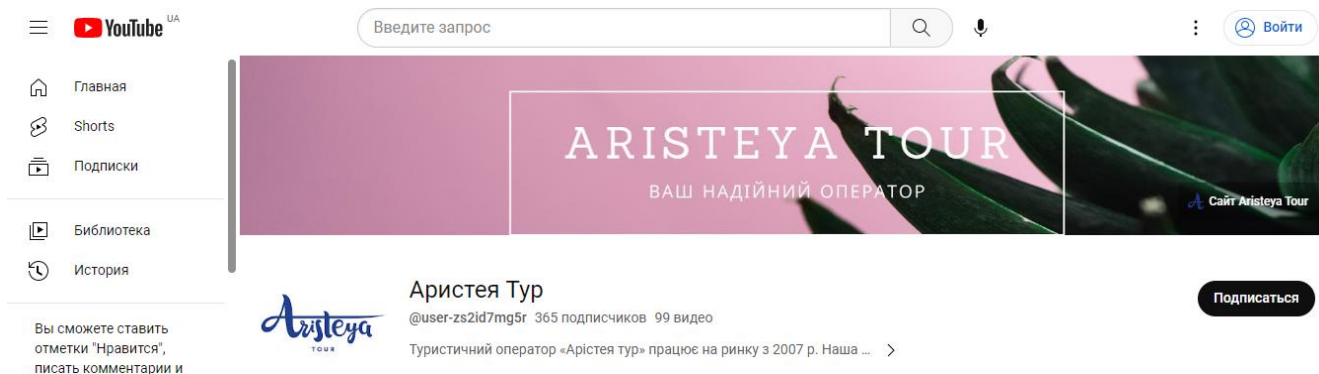 YouTube UA
Введите запрос
Войти
Главная
Shorts
Подписки
Библиотека
История
Вы сможете ставить
отметки "Нравится",
писать комментарии и
ARISTEYA TOUR
ВАШ НАДІЙНИЙ ОПЕРАТОР
Сайт Aristeya Tour
Aristeya
TOUR
Аристея Тур
@user-zs2id7mg5r 365 подписчиков 99 видео
Туристичний оператор «Арістея тур» працює на ринку з 2007 р. Наша ...
Подписаться